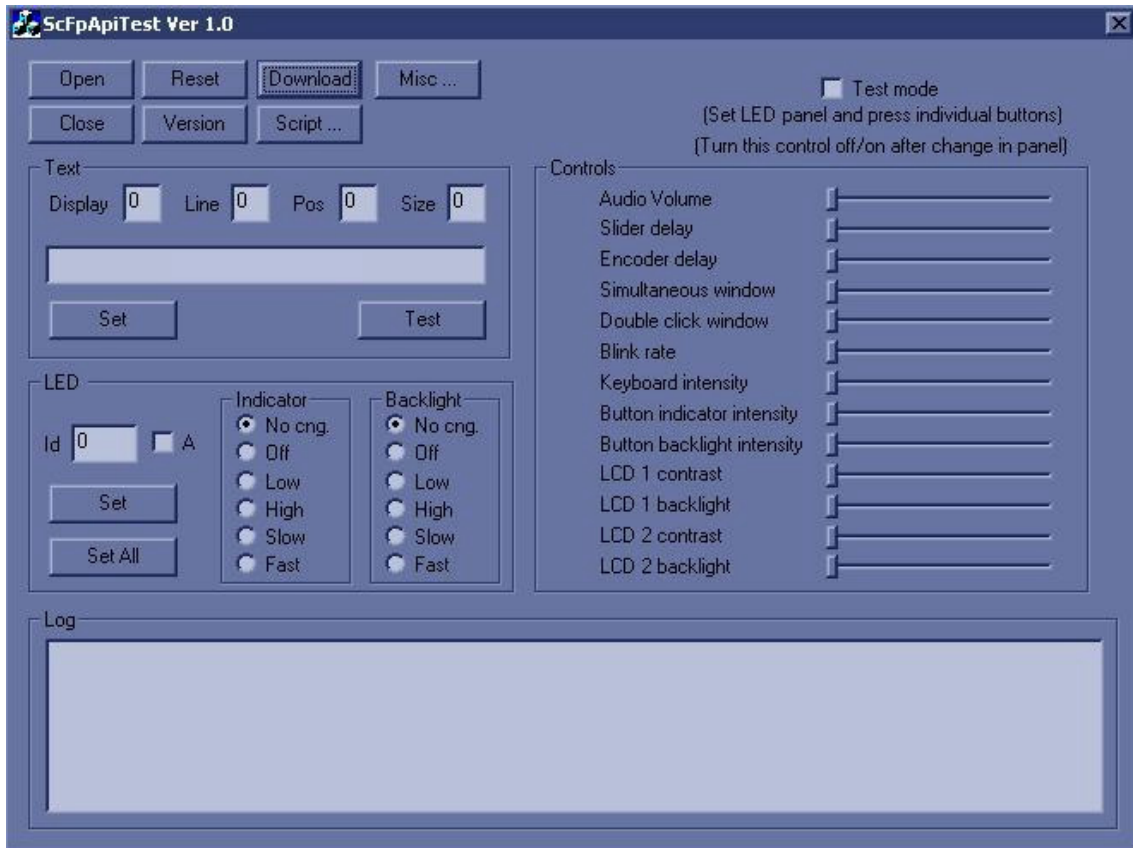 ScFpApiTest Ver 1.0
Open Reset Download Misc ...
Close Version Script ...
Test mode
(Set LED panel and press individual buttons)
(Turn this control off/on after change in panel)
Text
Display 0 Line 0 Pos 0 Size 0
Set Test
LED
Id 0 A
Set
Set All
Indicator
No cng.
Off
Low
High
Slow
Fast
Backlight
No cng.
Off
Low
High
Slow
Fast
Controls
Audio Volume
Slider delay
Encoder delay
Simultaneous window
Double click window
Blink rate
Keyboard intensity
Button indicator intensity
Button backlight intensity
LCD 1 contrast
LCD 1 backlight
LCD 2 contrast
LCD 2 backlight
Log